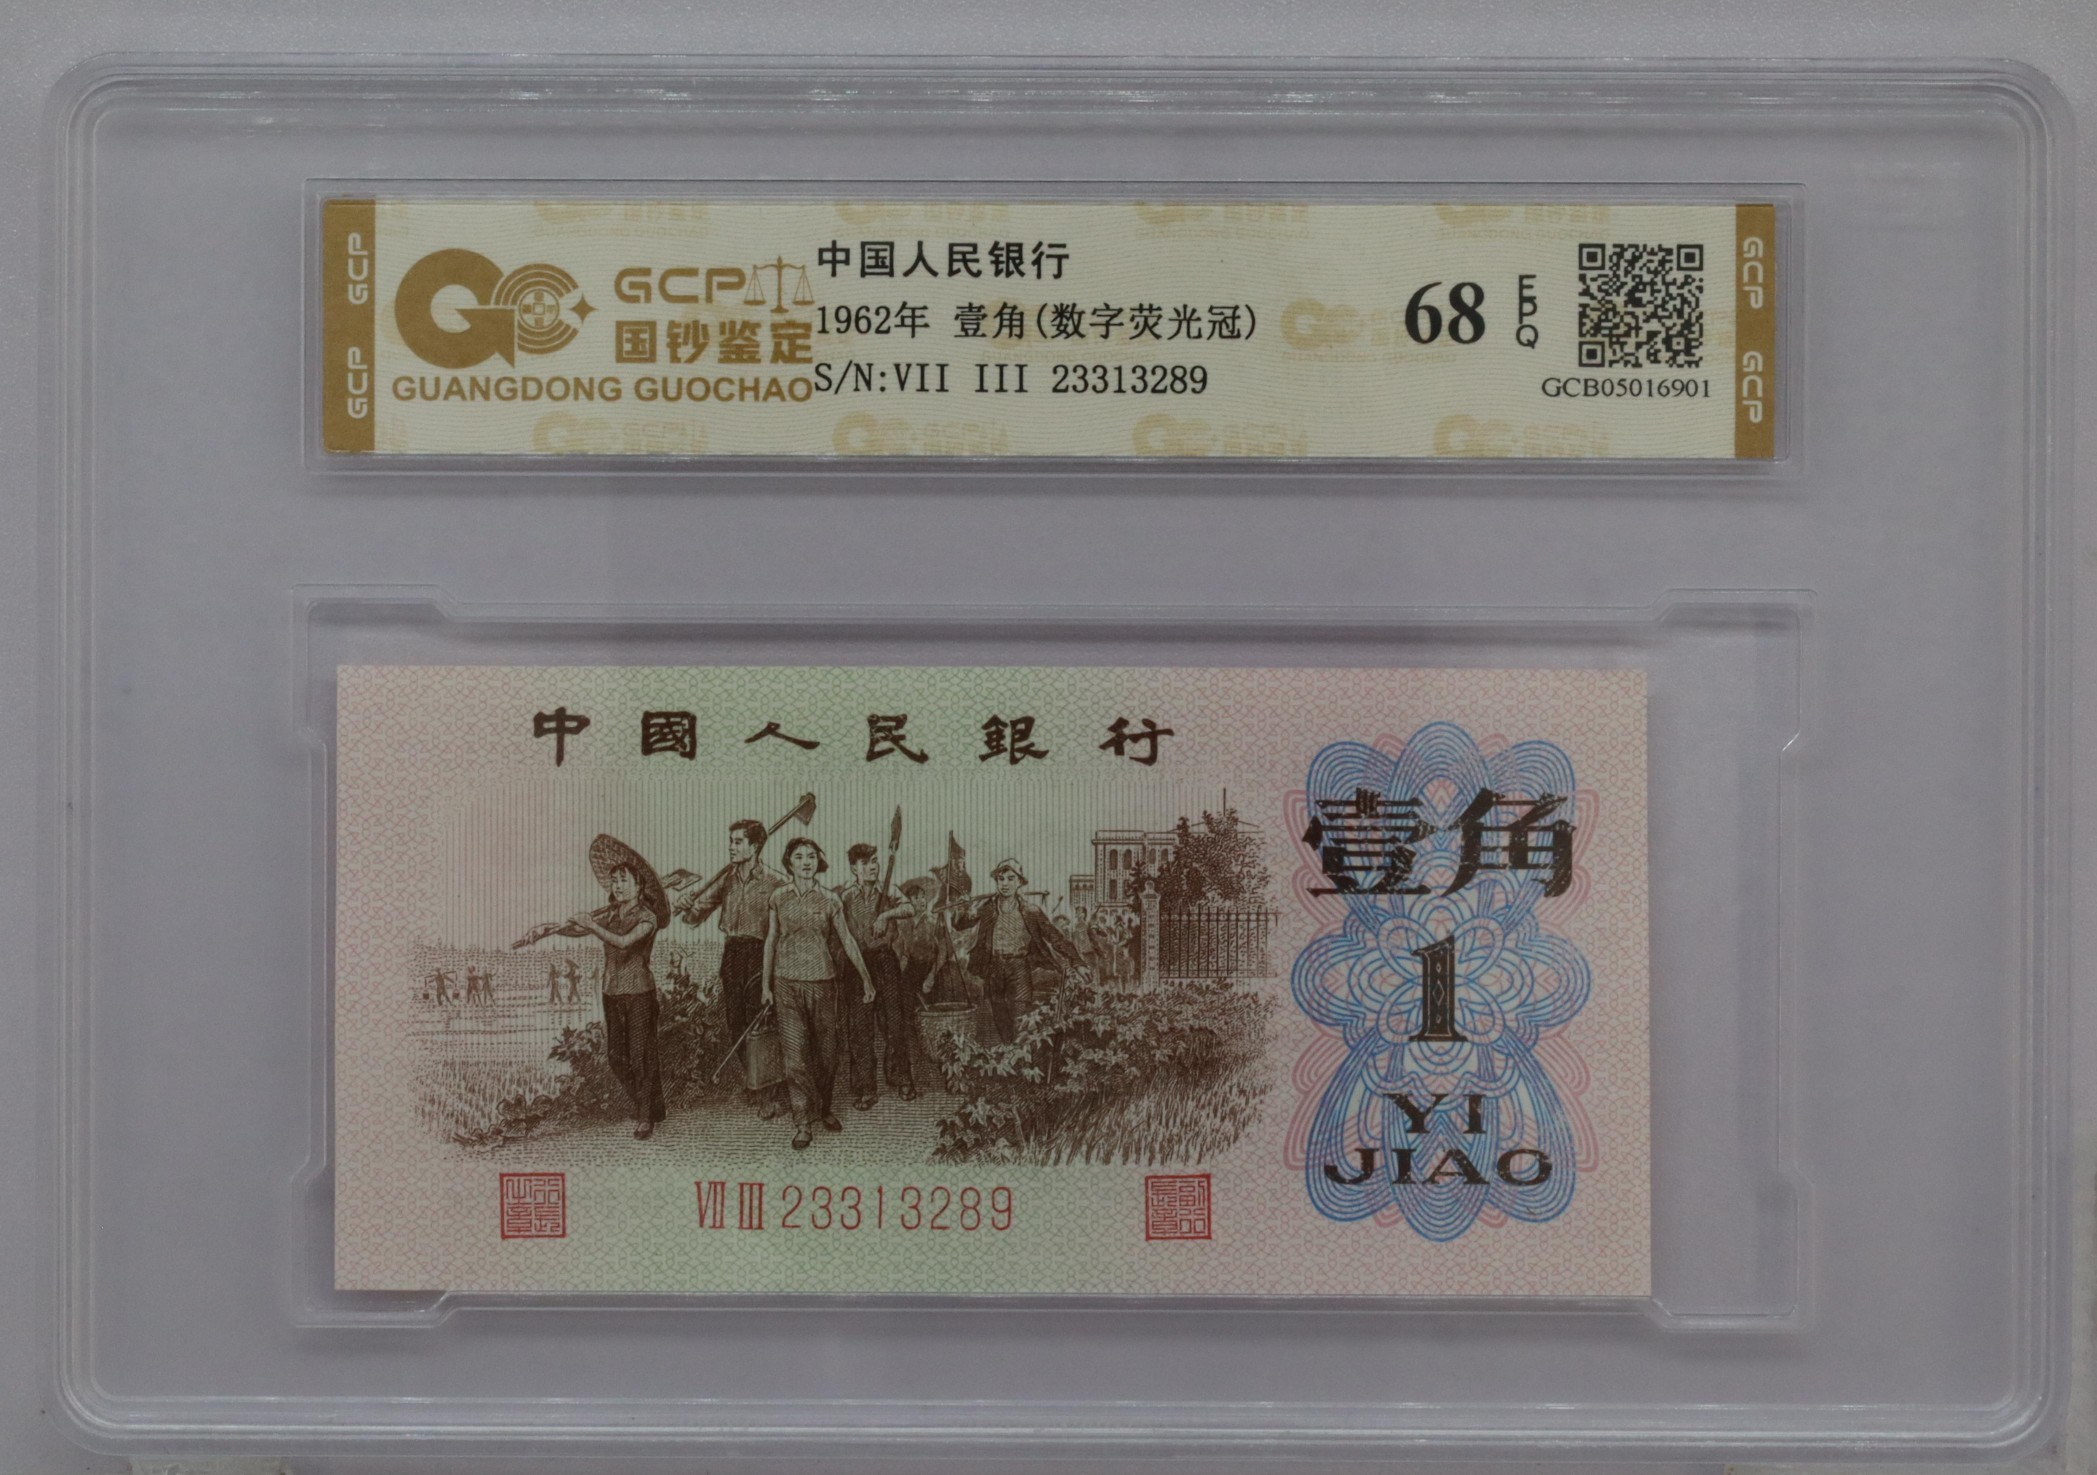 GCP GCP
GCP
国钞鉴定
GUANGDONG GUOCHAO
中国人民银行
1962年 壹角(数字荧光冠)
S/N:VII III 23313289
68 EPQ
GCB05016901
GCP GCP
中國人民銀行
壹角
1
YI
JIAO
VII III 23313289